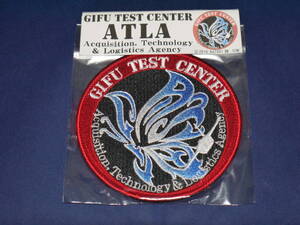 GIFU TEST CENTER
ATLA
Acquisition, Technology
& Logistics Agency
GIFU TEST CENTER
Acquisition, Technology & Logistics Agency